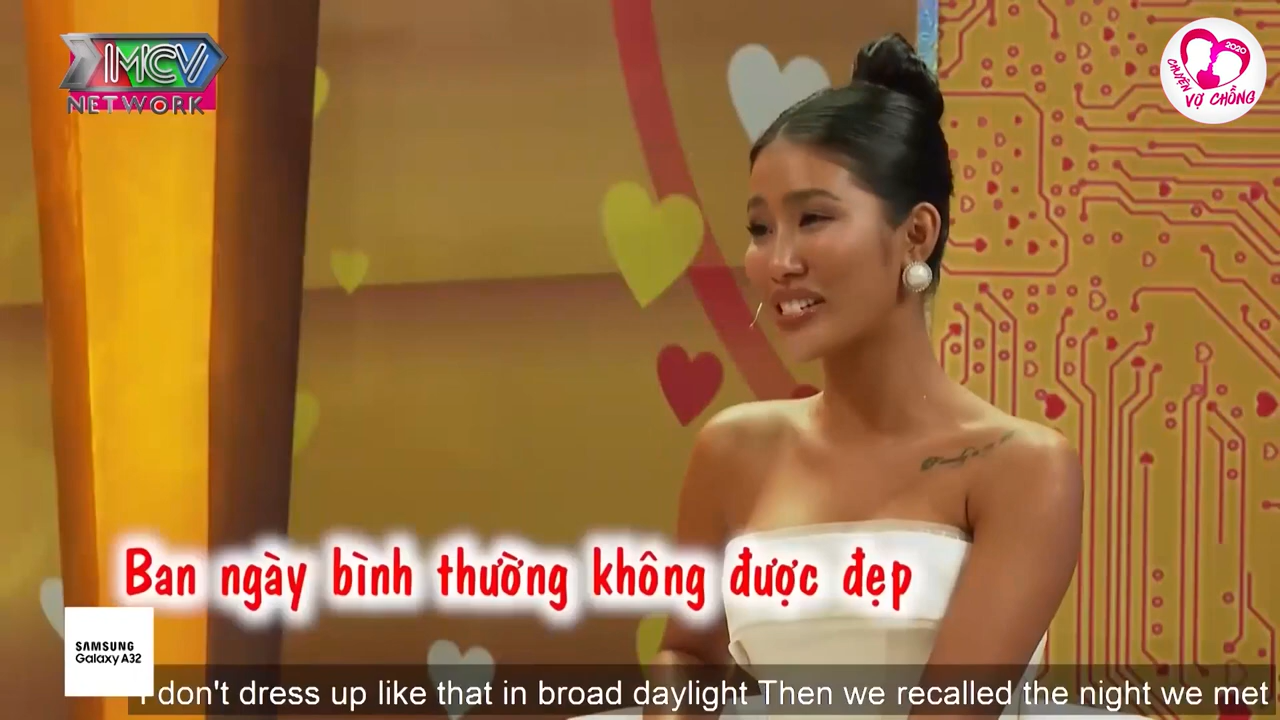 MCV
NETWORK
2020
CHUYỆN
VỢ CHỒNG
Ban ngày bình thường không được đẹp
SAMSUNG
Galaxy A32
I don't dress up like that in broad daylight Then we recalled the night we met